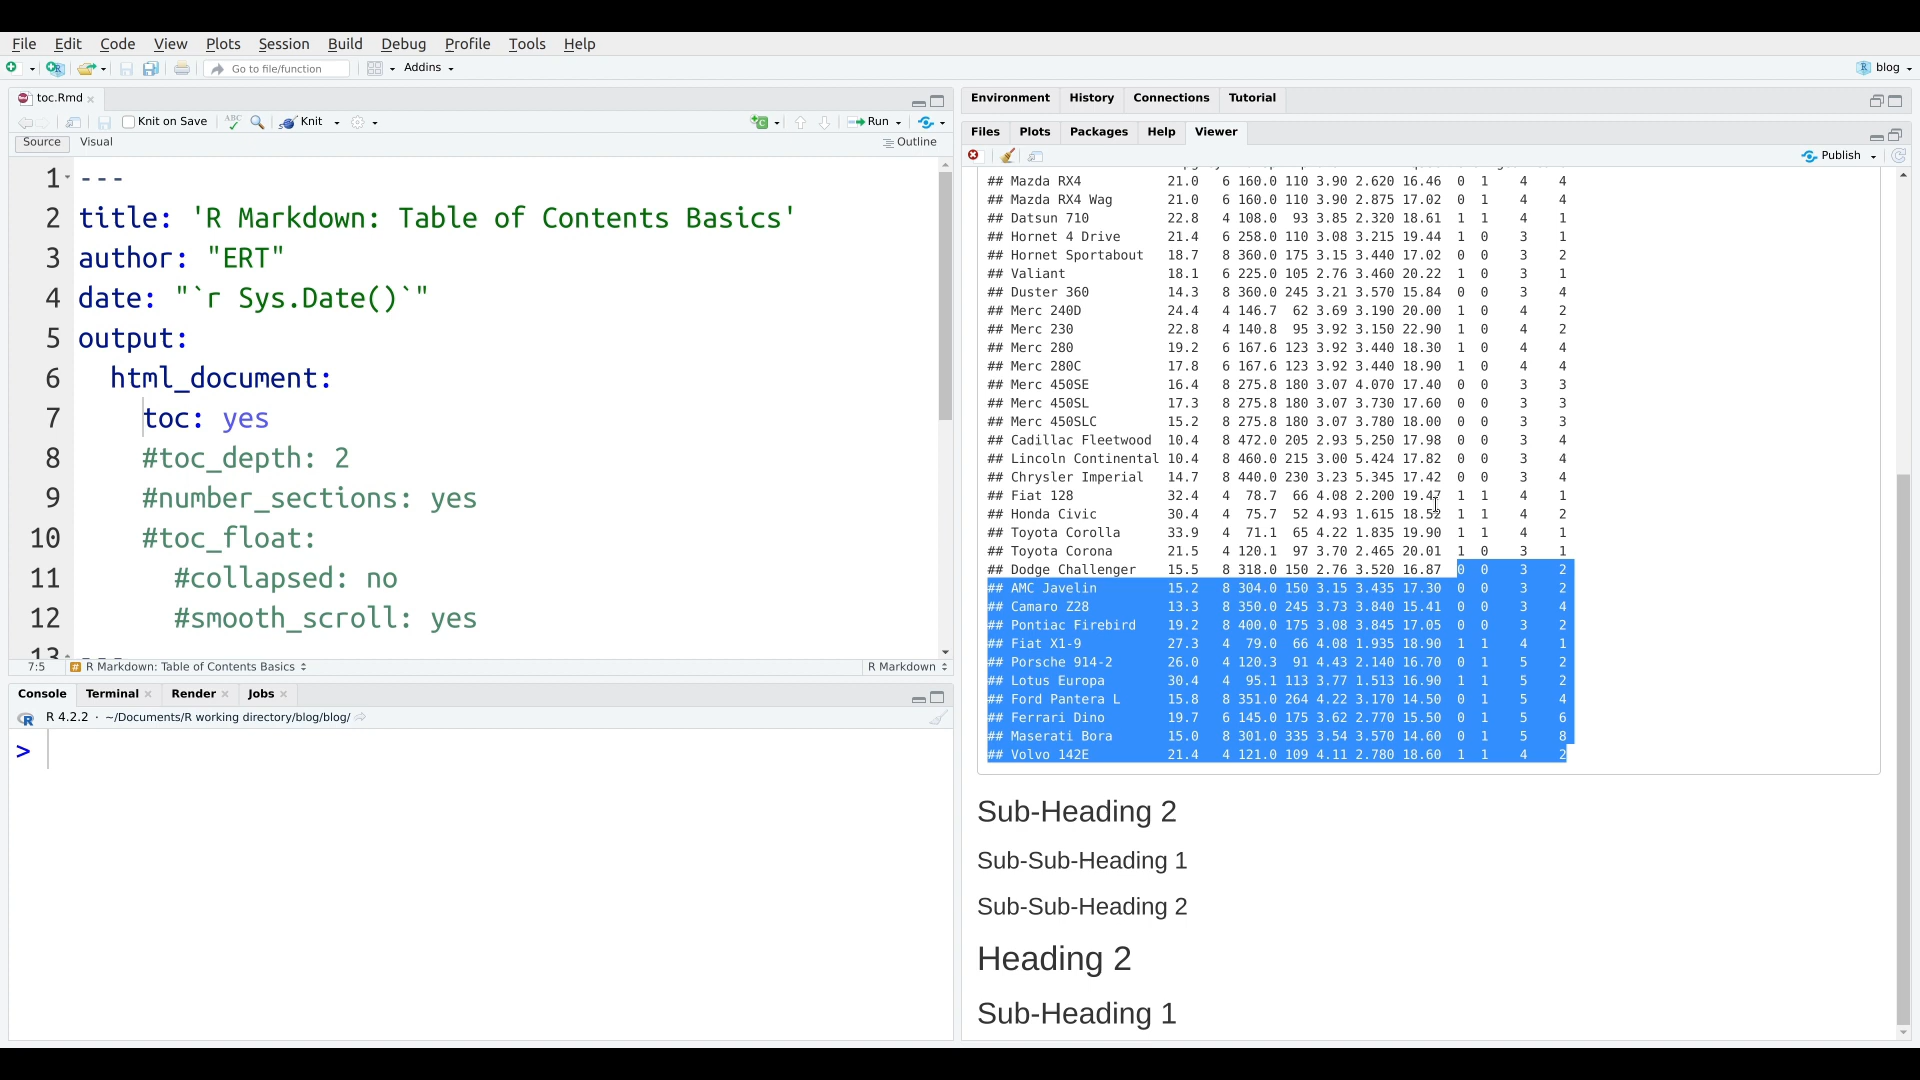 File Edit Code View Plots Session Build Debug Profile Tools Help
Go to file/function Addins blog
toc.Rmd
Knit on Save ABC Knit Run
Source Visual Outline
1 ---
2 title: 'R Markdown: Table of Contents Basics'
3 author: "ERT"
4 date: "`r Sys.Date()`"
5 output:
6 html_document:
7 toc: yes
8 #toc_depth: 2
9 #number_sections: yes
10 #toc_float:
11 #collapsed: no
12 #smooth_scroll: yes
13 ---
7:5 # R Markdown: Table of Contents Basics R Markdown
Console Terminal Render Jobs
R R 4.2.2 · ~/Documents/R working directory/blog/blog/
>
Environment History Connections Tutorial
Files Plots Packages Help Viewer
Publish
## Mazda RX4 21.0 6 160.0 110 3.90 2.620 16.46 0 1 4 4
## Mazda RX4 Wag 21.0 6 160.0 110 3.90 2.875 17.02 0 1 4 4
## Datsun 710 22.8 4 108.0 93 3.85 2.320 18.61 1 1 4 1
## Hornet 4 Drive 21.4 6 258.0 110 3.08 3.215 19.44 1 0 3 1
## Hornet Sportabout 18.7 8 360.0 175 3.15 3.440 17.02 0 0 3 2
## Valiant 18.1 6 225.0 105 2.76 3.460 20.22 1 0 3 1
## Duster 360 14.3 8 360.0 245 3.21 3.570 15.84 0 0 3 4
## Merc 240D 24.4 4 146.7 62 3.69 3.190 20.00 1 0 4 2
## Merc 230 22.8 4 140.8 95 3.92 3.150 22.90 1 0 4 2
## Merc 280 19.2 6 167.6 123 3.92 3.440 18.30 1 0 4 4
## Merc 280C 17.8 6 167.6 123 3.92 3.440 18.90 1 0 4 4
## Merc 450SE 16.4 8 275.8 180 3.07 4.070 17.40 0 0 3 3
## Merc 450SL 17.3 8 275.8 180 3.07 3.730 17.60 0 0 3 3
## Merc 450SLC 15.2 8 275.8 180 3.07 3.780 18.00 0 0 3 3
## Cadillac Fleetwood 10.4 8 472.0 205 2.93 5.250 17.98 0 0 3 4
## Lincoln Continental 10.4 8 460.0 215 3.00 5.424 17.82 0 0 3 4
## Chrysler Imperial 14.7 8 440.0 230 3.23 5.345 17.42 0 0 3 4
## Fiat 128 32.4 4 78.7 66 4.08 2.200 19.47 1 1 4 1
## Honda Civic 30.4 4 75.7 52 4.93 1.615 18.52 1 1 4 2
## Toyota Corolla 33.9 4 71.1 65 4.22 1.835 19.90 1 1 4 1
## Toyota Corona 21.5 4 120.1 97 3.70 2.465 20.01 1 0 3 1
## Dodge Challenger 15.5 8 318.0 150 2.76 3.520 16.87 0 0 3 2
## AMC Javelin 15.2 8 304.0 150 3.15 3.435 17.30 0 0 3 2
## Camaro Z28 13.3 8 350.0 245 3.73 3.840 15.41 0 0 3 4
## Pontiac Firebird 19.2 8 400.0 175 3.08 3.845 17.05 0 0 3 2
## Fiat X1-9 27.3 4 79.0 66 4.08 1.935 18.90 1 1 4 1
## Porsche 914-2 26.0 4 120.3 91 4.43 2.140 16.70 0 1 5 2
## Lotus Europa 30.4 4 95.1 113 3.77 1.513 16.90 1 1 5 2
## Ford Pantera L 15.8 8 351.0 264 4.22 3.170 14.50 0 1 5 4
## Ferrari Dino 19.7 6 145.0 175 3.62 2.770 15.50 0 1 5 6
## Maserati Bora 15.0 8 301.0 335 3.54 3.570 14.60 0 1 5 8
## Volvo 142E 21.4 4 121.0 109 4.11 2.780 18.60 1 1 4 2
Sub-Heading 2
Sub-Sub-Heading 1
Sub-Sub-Heading 2
Heading 2
Sub-Heading 1